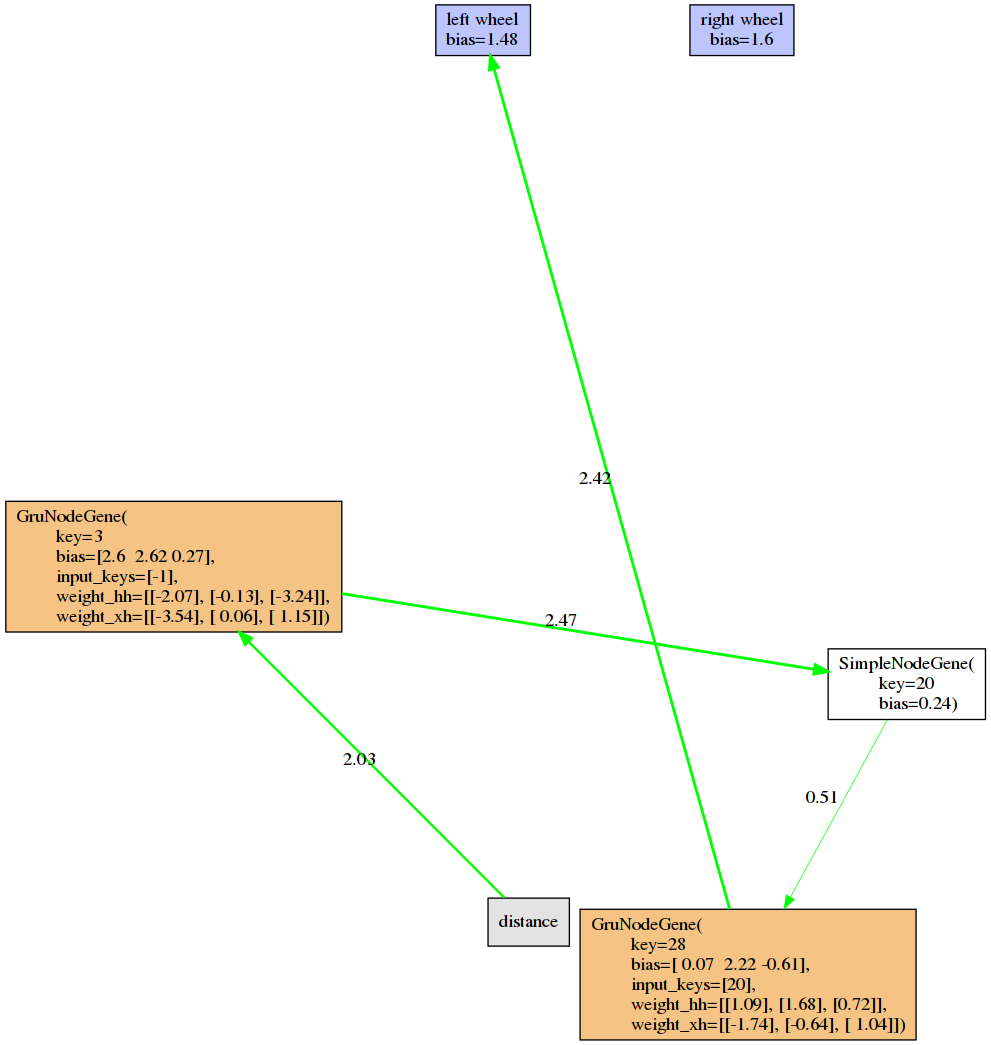 left wheel
bias=1.48
right wheel
bias=1.6
2.42
GruNodeGene(
key=3
bias=[2.6  2.62 0.27],
input_keys=[-1],
weight_hh=[[-2.07], [-0.13], [-3.24]],
weight_xh=[[-3.54], [ 0.06], [ 1.15]])
2.47
SimpleNodeGene(
key=20
bias=0.24)
2.03
0.51
distance
GruNodeGene(
key=28
bias=[ 0.07  2.22 -0.61],
input_keys=[20],
weight_hh=[[1.09], [1.68], [0.72]],
weight_xh=[[-1.74], [-0.64], [ 1.04]])